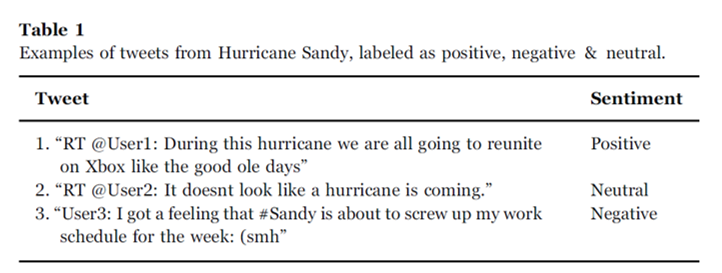 Table 1
Examples of tweets from Hurricane Sandy, labeled as positive, negative & neutral.
Tweet Sentiment
1. “RT @User1: During this hurricane we are all going to reunite Positive
on Xbox like the good ole days”
2. “RT @User2: It doesnt look like a hurricane is coming.” Neutral
3. “User3: I got a feeling that #Sandy is about to screw up my work Negative
schedule for the week: (smh”